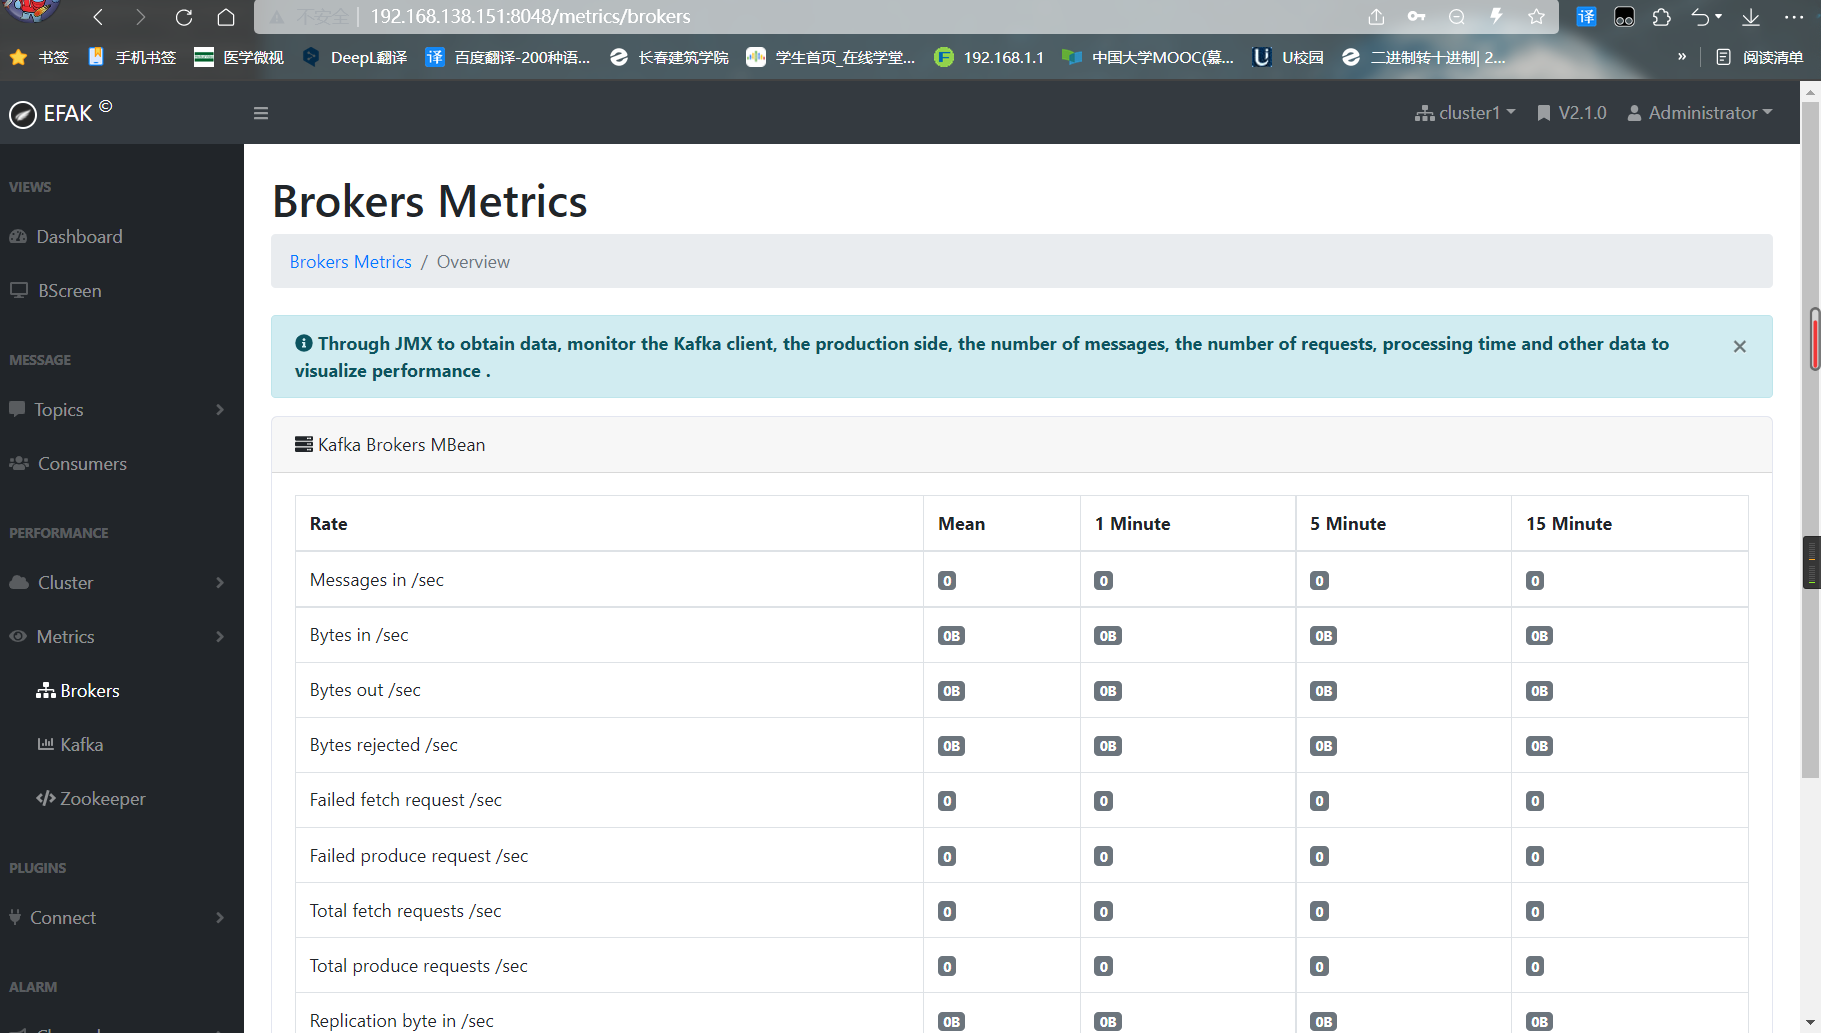 不安全 192.168.138.151:8048/metrics/brokers
译
书签 手机书签 医学微视 DeepL翻译 译 百度翻译-200种语... 长春建筑学院 学生首页_在线学堂... 192.168.1.1 中国大学MOOC(慕... U校园 二进制转十进制| 2... » 阅读清单
EFAK © cluster1 V2.1.0 Administrator
VIEWS
Dashboard
BScreen
MESSAGE
Topics
Consumers
PERFORMANCE
Cluster
Metrics
Brokers
Kafka
Zookeeper
PLUGINS
Connect
ALARM
Brokers Metrics
Brokers Metrics / Overview
Through JMX to obtain data, monitor the Kafka client, the production side, the number of messages, the number of requests, processing time and other data to
visualize performance .
×
Kafka Brokers MBean
Rate Mean 1 Minute 5 Minute 15 Minute
Messages in /sec 0 0 0 0
Bytes in /sec 0B 0B 0B 0B
Bytes out /sec 0B 0B 0B 0B
Bytes rejected /sec 0B 0B 0B 0B
Failed fetch request /sec 0 0 0 0
Failed produce request /sec 0 0 0 0
Total fetch requests /sec 0 0 0 0
Total produce requests /sec 0 0 0 0
Replication byte in /sec 0B 0B 0B 0B